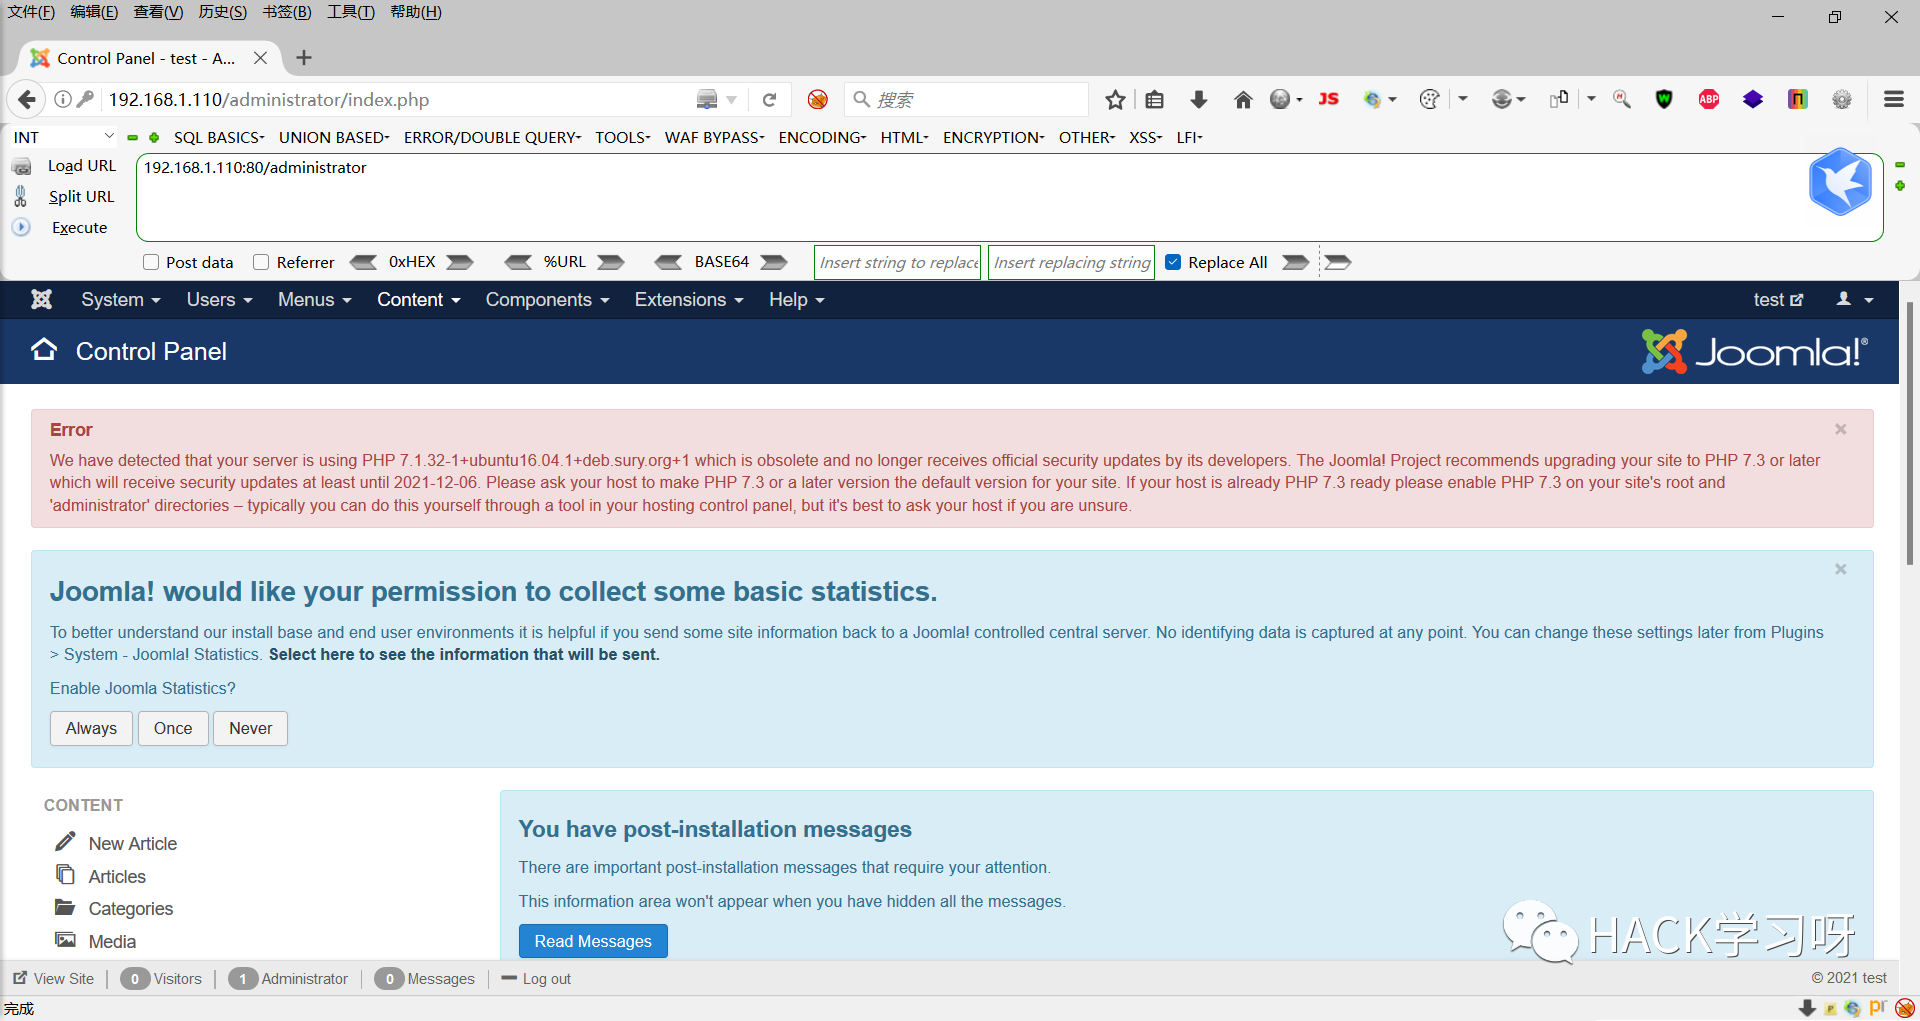 文件(F) 编辑(E) 查看(V) 历史(S) 书签(B) 工具(T) 帮助(H)
Control Panel - test - A...
192.168.1.110/administrator/index.php
搜索
JS
ABP
INT
SQL BASICS
UNION BASED
ERROR/DOUBLE QUERY
TOOLS
WAF BYPASS
ENCODING
HTML
ENCRYPTION
OTHER
XSS
LFI
Load URL
192.168.1.110:80/administrator
Split URL
Execute
Post data
Referrer
0xHEX
%URL
BASE64
Insert string to replace
Insert replacing string
Replace All
System Users Menus Content Components Extensions Help
test
Control Panel
Joomla!®
Error
We have detected that your server is using PHP 7.1.32-1+ubuntu16.04.1+deb.sury.org+1 which is obsolete and no longer receives official security updates by its developers. The Joomla! Project recommends upgrading your site to PHP 7.3 or later
which will receive security updates at least until 2021-12-06. Please ask your host to make PHP 7.3 or a later version the default version for your site. If your host is already PHP 7.3 ready please enable PHP 7.3 on your site's root and
'administrator' directories – typically you can do this yourself through a tool in your hosting control panel, but it's best to ask your host if you are unsure.
Joomla! would like your permission to collect some basic statistics.
To better understand our install base and end user environments it is helpful if you send some site information back to a Joomla! controlled central server. No identifying data is captured at any point. You can change these settings later from Plugins
> System - Joomla! Statistics. Select here to see the information that will be sent.
Enable Joomla Statistics?
Always Once Never
CONTENT
New Article
Articles
Categories
Media
You have post-installation messages
There are important post-installation messages that require your attention.
This information area won't appear when you have hidden all the messages.
Read Messages
HACK学习呀
View Site
0 Visitors
1 Administrator
0 Messages
Log out
© 2021 test
完成
pr